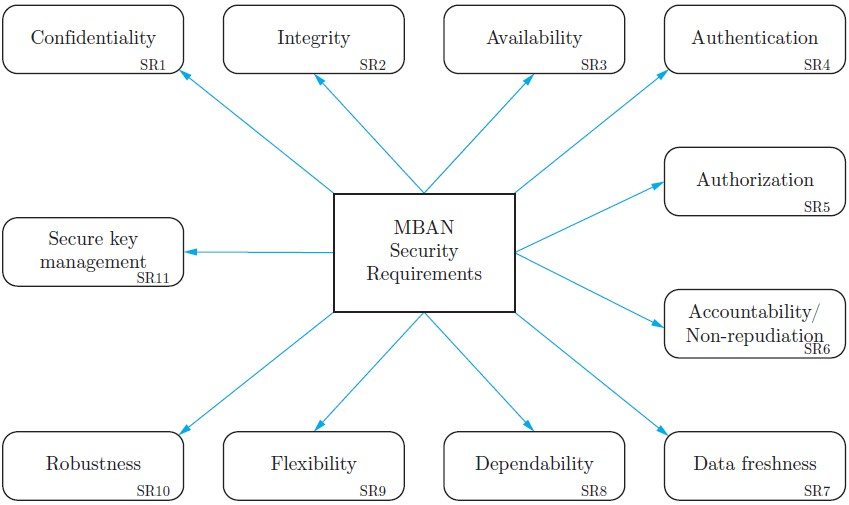 Confidentiality
SR1
Integrity
SR2
Availability
SR3
Authentication
SR4
Authorization
SR5
MBAN
Security
Requirements
Secure key
management
SR11
Accountability/
Non-repudiation
SR6
Robustness
SR10
Flexibility
SR9
Dependability
SR8
Data freshness
SR7